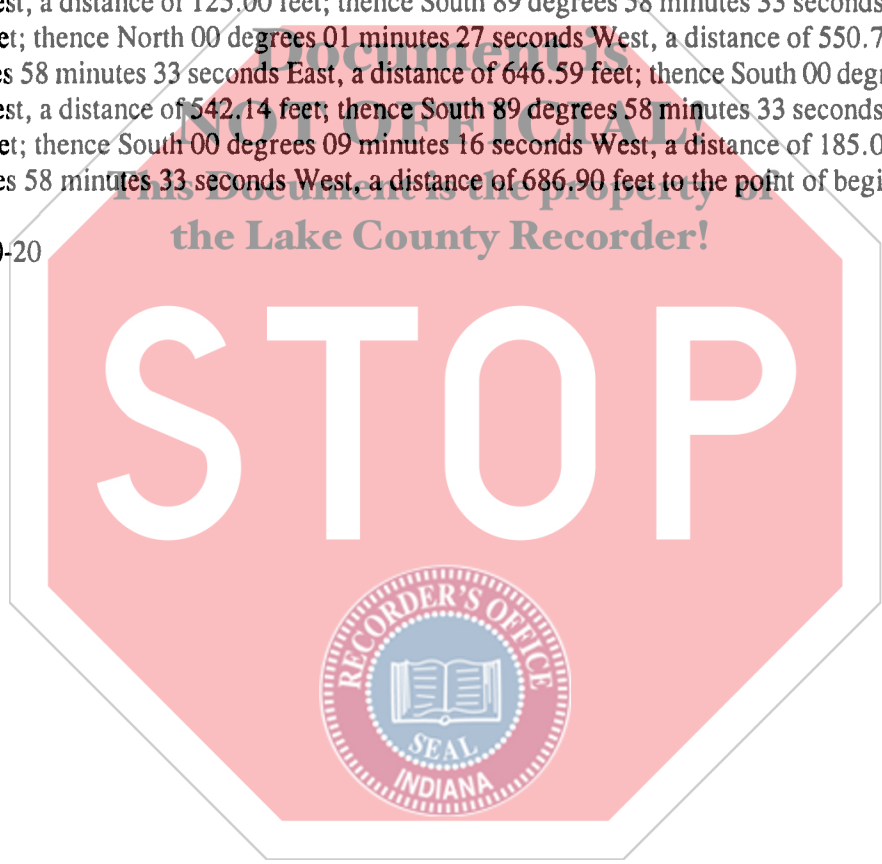 est, a distance of 125.00 feet; thence South 89 degrees 58 minutes 33 seconds
et; thence North 00 degrees 01 minutes 27 seconds West, a distance of 550.7
es 58 minutes 33 seconds East, a distance of 646.59 feet; thence South 00 degr
est, a distance of 542.14 feet; thence South 89 degrees 58 minutes 33 seconds
et; thence South 00 degrees 09 minutes 16 seconds West, a distance of 185.0
es 58 minutes 33 seconds West, a distance of 686.90 feet to the point of begi
-20
Document is
NOT OFFICIAL!
This Document is the property of
the Lake County Recorder!
STOP
RECORDER'S OFFICE
SEAL
INDIANA